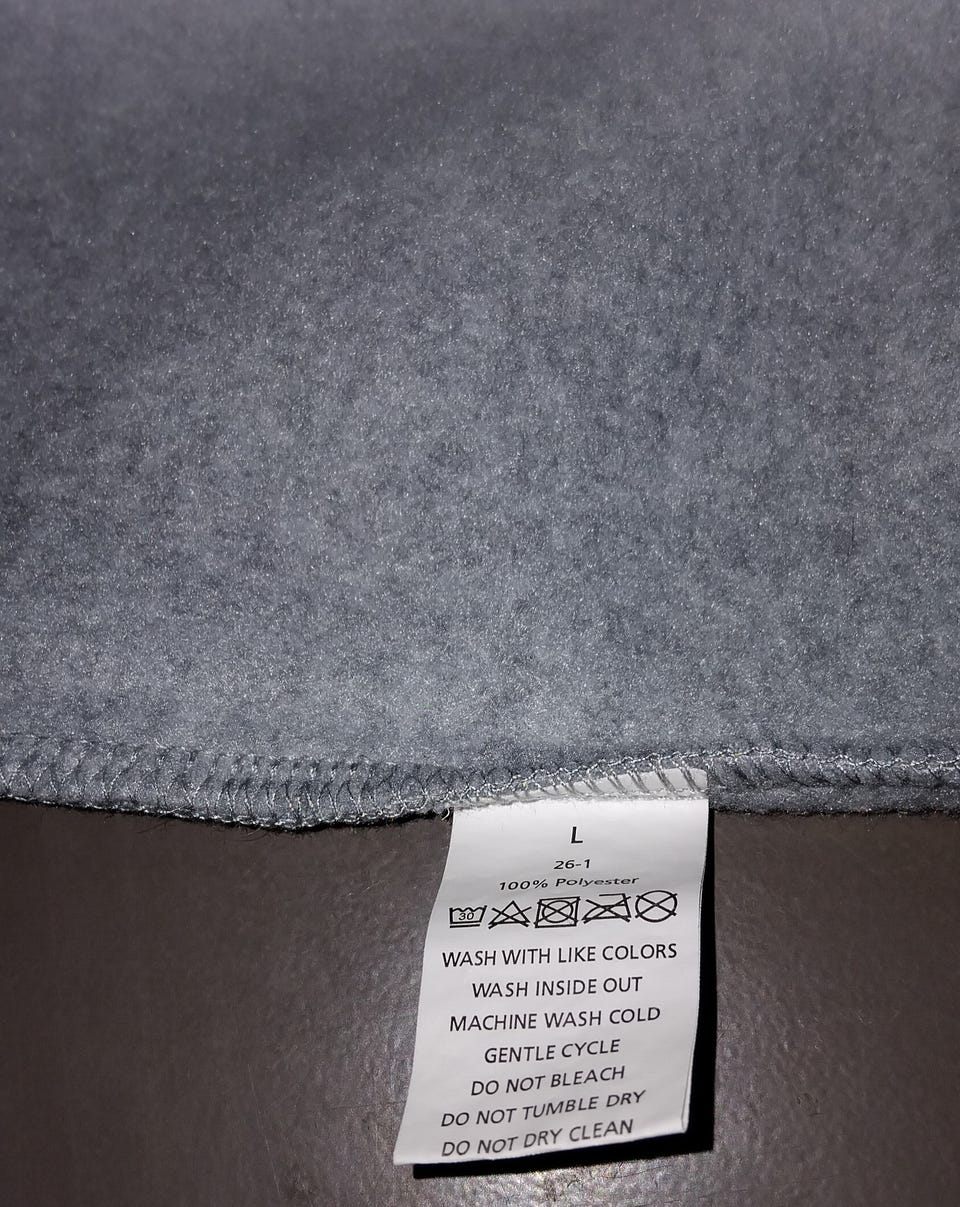 L
26-1
100% Polyester
30
WASH WITH LIKE COLORS
WASH INSIDE OUT
MACHINE WASH COLD
GENTLE CYCLE
DO NOT BLEACH
DO NOT TUMBLE DRY
DO NOT DRY CLEAN